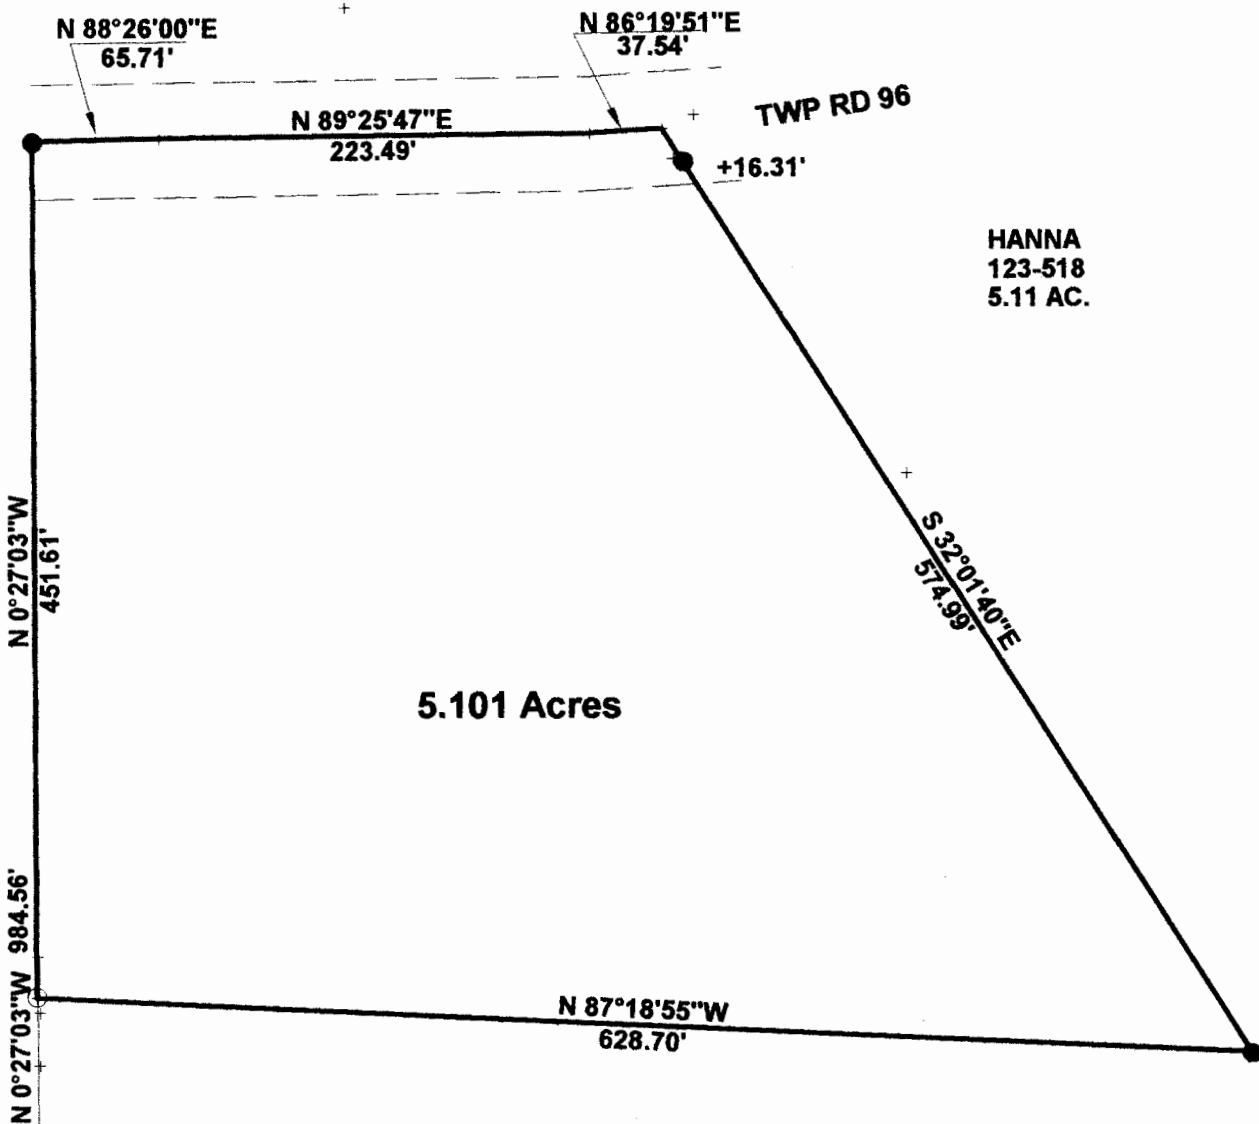 N 88°26'00"E
65.71'
N 86°19'51"E
37.54'
TWP RD 96
N 89°25'47"E
223.49'
+16.31'
HANNA
123-518
5.11 AC.
N 0°27'03"W
451.61'
S 32°01'40"E
574.99'
5.101 Acres
N 0°27'03"W 984.56'
N 87°18'55"W
628.70'